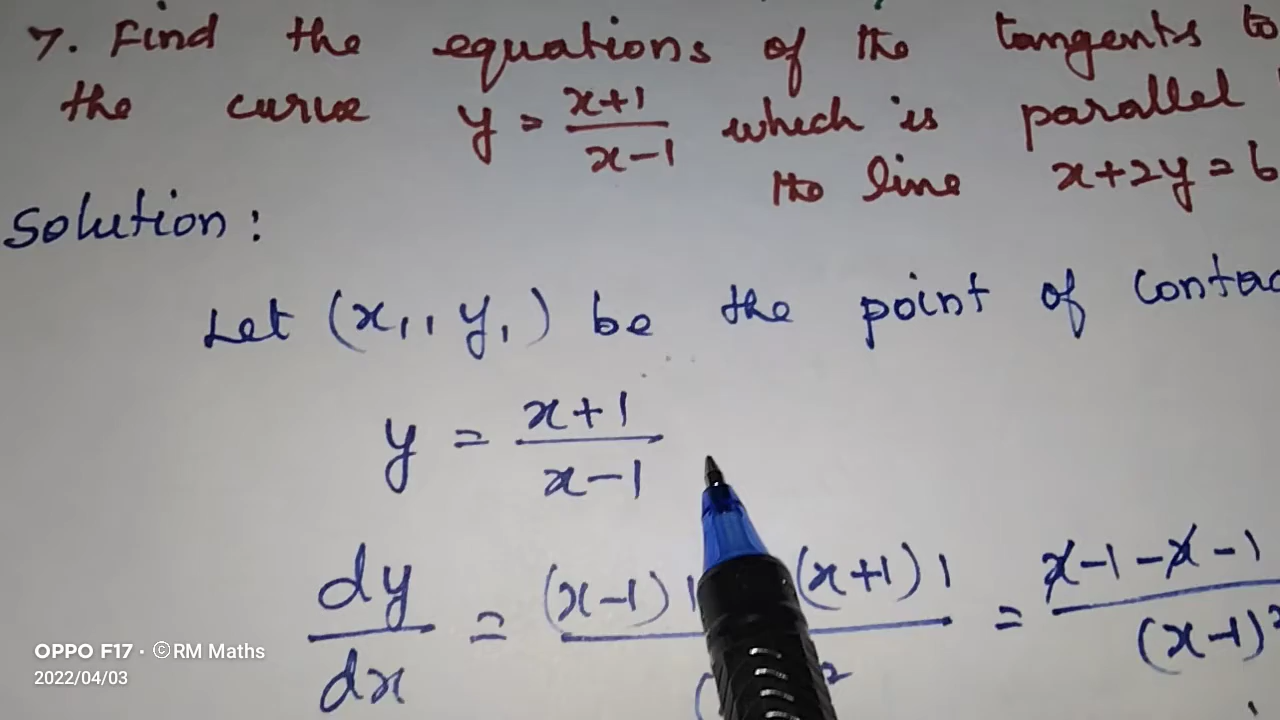 7. Find the equations of the tangents to
the curve y = x+1 / x-1 which is parallel
to the line x+2y=6
Solution:
Let (x₁, y₁) be the point of
y = x+1 / x-1
dy/dx = (x-1)1 (x+1)1 / ( ² = x-1-x-1 / (x-1)²
OPPO F17 · ©RM Maths
2022/04/03